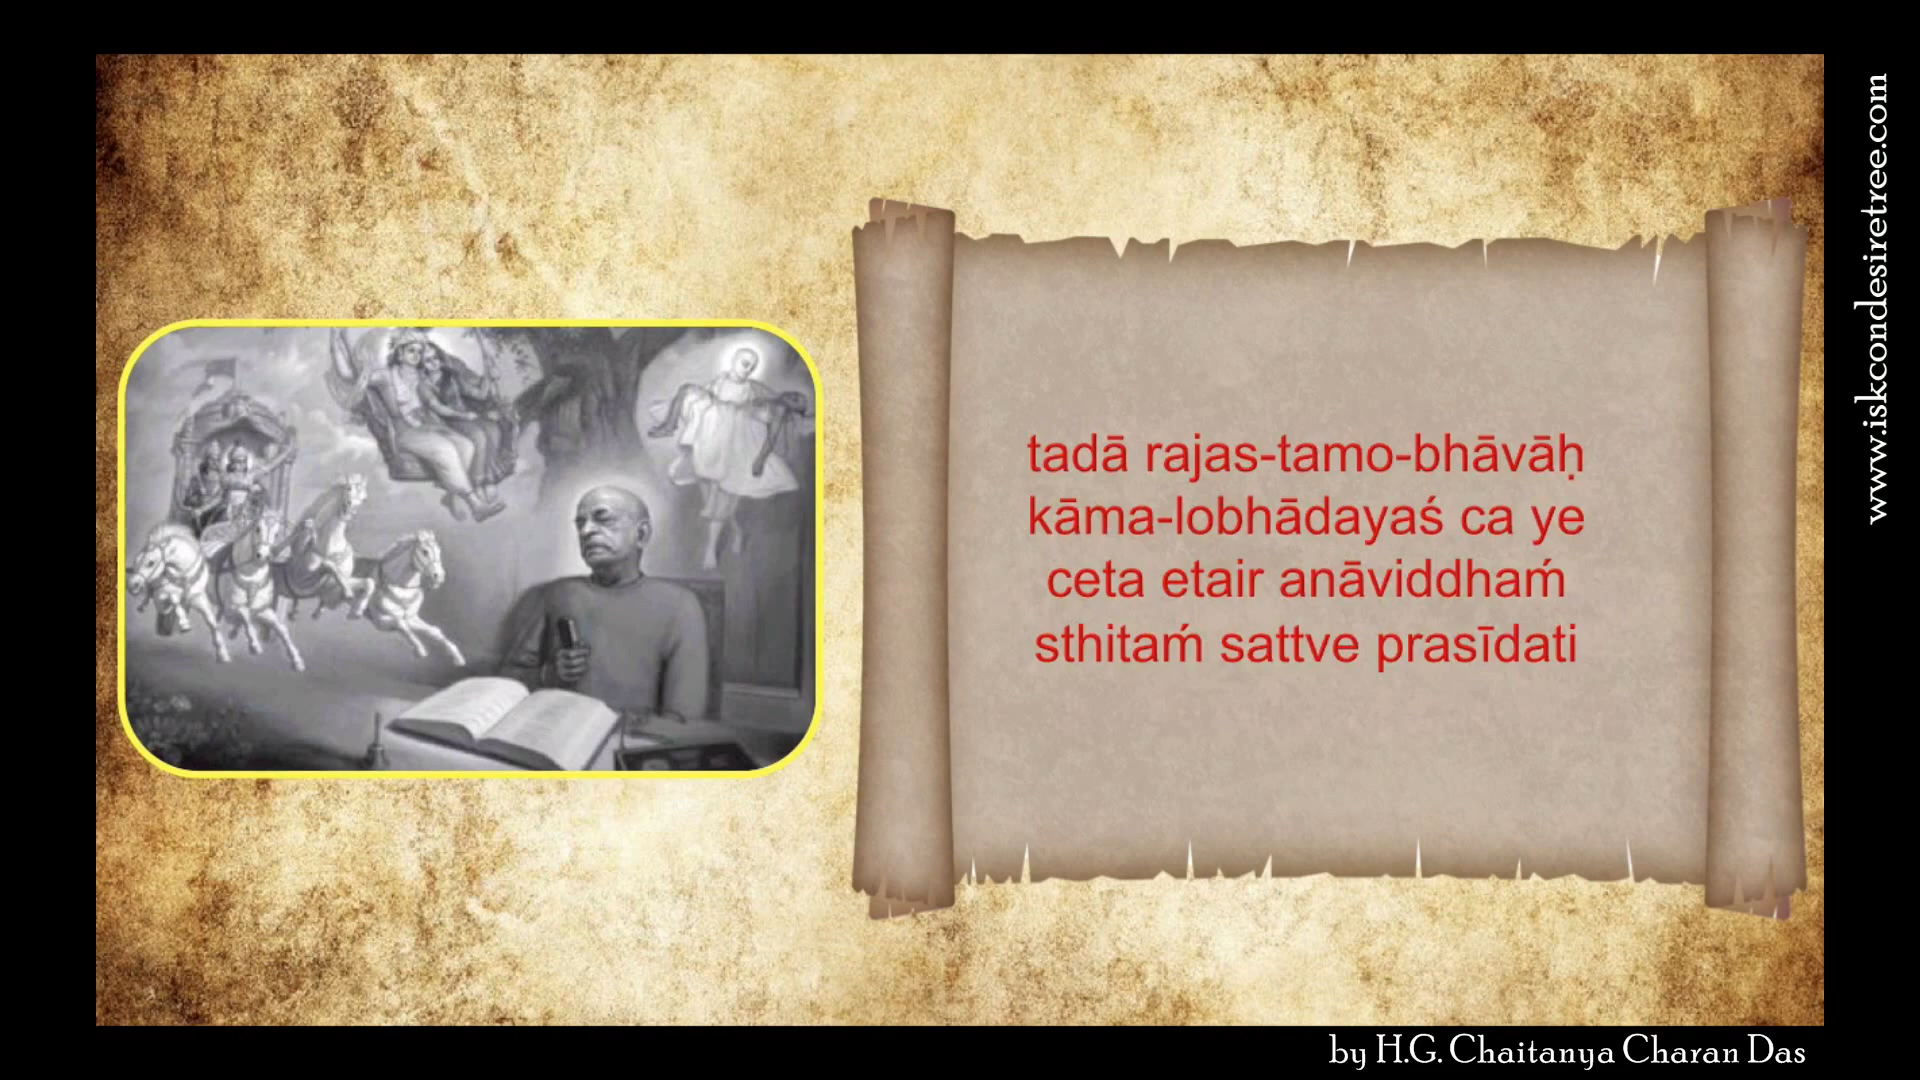 tadā rajas-tamo-bhāvāḥ
kāma-lobhādayaś ca ye
ceta etair anāviddhaḿ
sthitaḿ sattve prasīdati
www.iskcondesiretree.com
by H.G. Chaitanya Charan Das